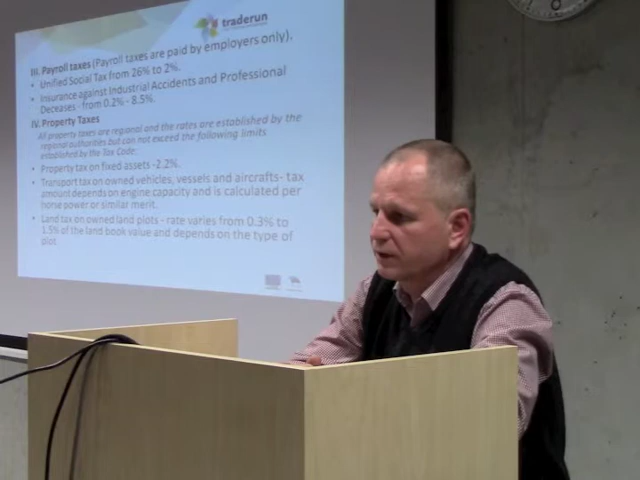 traderun
III. Payroll taxes (Payroll taxes are paid by employers only).
• Unified Social Tax from 26% to 2%.
• Insurance against Industrial Accidents and Professional
Deceases - from 0.2% - 8.5%.
IV. Property Taxes
All property taxes are regional and the rates are established by the
regional authorities but can not exceed the following limits
established by the Tax Code:
• Property tax on fixed assets -2.2%.
• Transport tax on owned vehicles, vessels and aircrafts- tax
amount depends on engine capacity and is calculated per
horse power or similar merit.
• Land tax on owned land plots - rate varies from 0.3% to
1.5% of the land book value and depends on the type of
plot